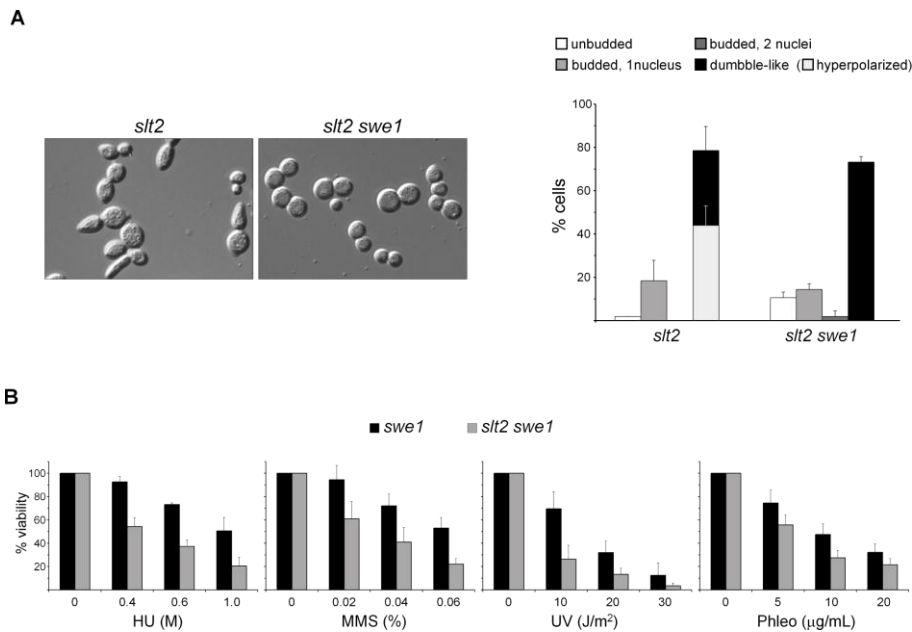 A
unbudded budded, 2 nuclei
budded, 1nucleus dumbble-like (hyperpolarized)
slt2 slt2 swe1
100
80
60
40
20
% cells
slt2 slt2 swe1
B
swe1 slt2 swe1
100
80
60
40
20
% viability
0 0.4 0.6 1.0 0 0.02 0.04 0.06 0 10 20 30 0 5 10 20
HU (M) MMS (%) UV (J/m²) Phleo (µg/mL)